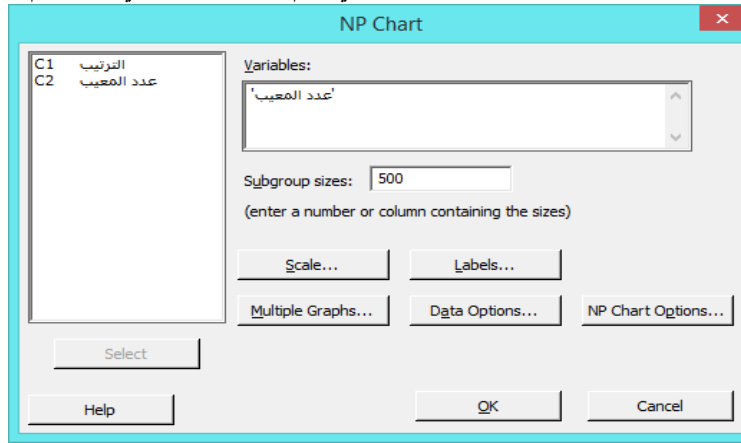 NP Chart
C1 الترتيب
C2 عدد المعيب
Variables:
'عدد المعيب'
Subgroup sizes: 500
(enter a number or column containing the sizes)
Scale... Labels...
Multiple Graphs... Data Options... NP Chart Options...
Select
Help OK Cancel